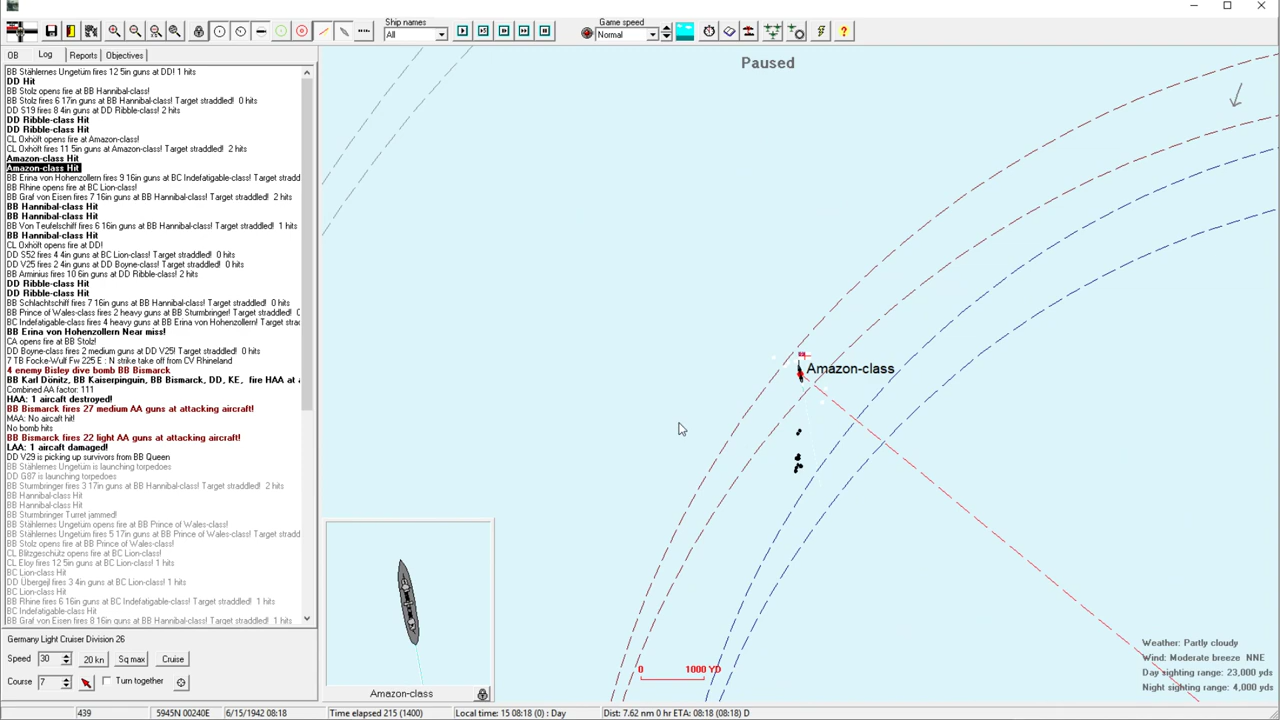 Ship names
All
Game speed
Normal
OB
Log
Reports
Objectives
Paused
BB Stählernes Ungetüm fires 12 5in guns at DD! 1 hits
DD Hit
BB Stolz opens fire at BB Hannibal-class!
BB Stolz fires 6 17in guns at BB Hannibal-class! Target straddled! 0 hits
DD S19 fires 8 4in guns at DD Ribble-class! 2 hits
DD Ribble-class Hit
DD Ribble-class Hit
CL Oxhöft opens fire at Amazon-class!
CL Oxhöft fires 11 5in guns at Amazon-class! Target straddled! 2 hits
Amazon-class Hit
Amazon-class Hit
BB Erina von Hohenzollern fires 9 16in guns at BC Indefatigable-class! Target stradd
BB Rhine opens fire at BC Lion-class!
BB Graf von Eisen fires 7 16in guns at BB Hannibal-class! Target straddled! 2 hits
BB Hannibal-class Hit
BB Hannibal-class Hit
BB Von Teufelschiff fires 6 16in guns at BB Hannibal-class! Target straddled! 1 hits
BB Hannibal-class Hit
CL Oxhöft opens fire at DD!
DD S52 fires 4 4in guns at BC Lion-class! Target straddled! 0 hits
DD V25 fires 2 4in guns at DD Boyne-class! Target straddled! 0 hits
BB Arminius fires 10 6in guns at DD Ribble-class! 2 hits
DD Ribble-class Hit
DD Ribble-class Hit
BB Schlachtschiff fires 7 16in guns at BB Hannibal-class! Target straddled! 0 hits
BB Prince of Wales-class fires 2 heavy guns at BB Sturmbringer! Target straddled! 0
BC Indefatigable-class fires 4 heavy guns at BB Erina von Hohenzollern! Target strad
BB Erina von Hohenzollern Near miss!
CA opens fire at BB Stolz!
DD Boyne-class fires 2 medium guns at DD V25! Target straddled! 0 hits
7 TB Focke-Wulf Fw 225 E : N strike take off from CV Rhineland
4 enemy Bisley dive bomb BB Bismarck
BB Karl Dönitz, BB Kaiserpinguin, BB Bismarck, DD, KE, fire HAA at a
Combined AA factor: 111
HAA: 1 aircraft destroyed!
BB Bismarck fires 27 medium AA guns at attacking aircraft!
MAA: No aircaft hit!
No bomb hits
BB Bismarck fires 22 light AA guns at attacking aircraft!
LAA: 1 aircaft damaged!
DD V29 is picking up survivors from BB Queen
BB Stählernes Ungetüm is launching torpedoes
DD G87 is launching torpedoes
BB Sturmbringer fires 3 17in guns at BB Hannibal-class! Target straddled! 2 hits
BB Hannibal-class Hit
BB Hannibal-class Hit
BB Sturmbringer Turret jammed!
BB Stählernes Ungetüm opens fire at BB Prince of Wales-class!
BB Stählernes Ungetüm fires 5 17in guns at BB Prince of Wales-class! Target stradd
BB Stolz opens fire at BB Prince of Wales-class!
CL Blitzgeschütz opens fire at BC Lion-class!
CL Eloy fires 12 5in guns at BC Lion-class! 1 hits
BC Lion-class Hit
DD Übergejl fires 3 4in guns at BC Lion-class! 1 hits
BC Lion-class Hit
BB Rhine fires 6 16in guns at BC Indefatigable-class! Target straddled! 1 hits
BC Indefatigable-class Hit
BB Graf von Eisen fires 8 16in guns at BB Hannibal-class! Target straddled! 1 hits
Amazon-class
Germany Light Cruiser Division 26
Speed 30 20 kn Sq max Cruise
Course 7 Turn together
Amazon-class
0 1000 YD
Weather: Partly cloudy
Wind: Moderate breeze NNE
Day sighting range: 23,000 yds
Night sighting range: 4,000 yds
439 5945N 00240E 6/15/1942 08:18 Time elapsed 215 (1400) Local time: 15 08:18 (0) : Day Dist: 7.62 nm 0 hr ETA: 08:18 (08:18) D